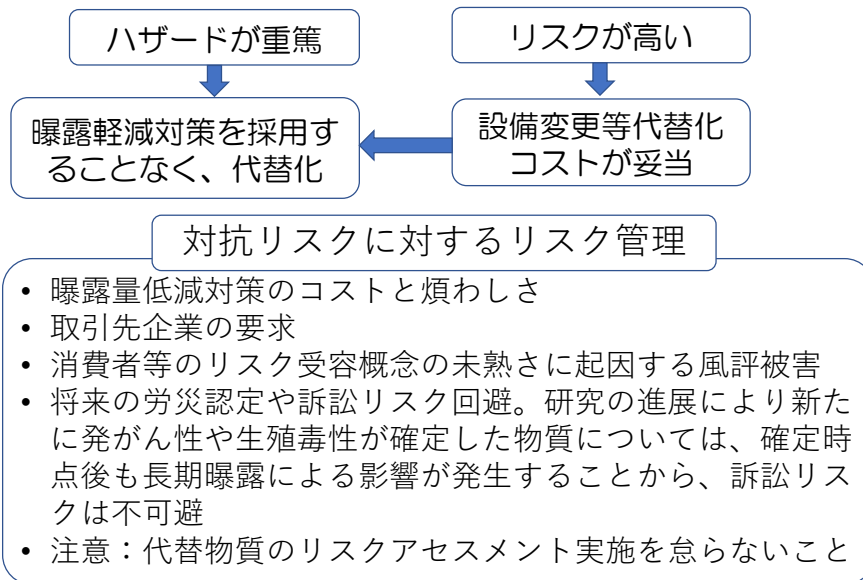 ハザードが重篤
リスクが高い
曝露軽減対策を採用す
ることなく、代替化
設備変更等代替化
コストが妥当
対抗リスクに対するリスク管理
• 曝露量低減対策のコストと煩わしさ
• 取引先企業の要求
• 消費者等のリスク受容概念の未熟さに起因する風評被害
• 将来の労災認定や訴訟リスク回避。研究の進展により新た
に発がん性や生殖毒性が確定した物質については、確定時
点後も長期曝露による影響が発生することから、訴訟リス
クは不可避
• 注意：代替物質のリスクアセスメント実施を怠らないこと